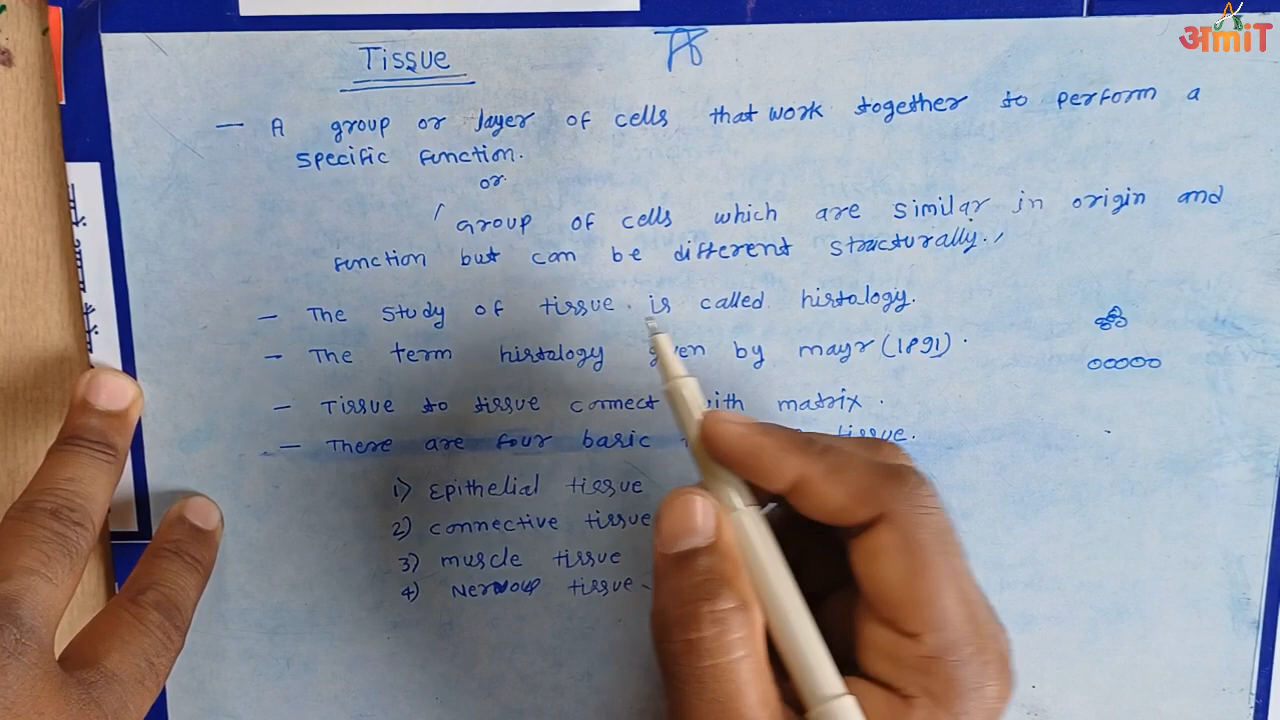 Tissue
अmiT
– A group or layer of cells that work together to perform a
specific function.
or
group of cells which are similar in origin and
function but can be different structurally.
– The study of tissue is called histology.
– The term histology given by mayr (1891).
– Tissue to tissue connect with matrix.
– There are four basic tissue.
1) Epithelial tissue
2) connective tissue
3) muscle tissue
4) Nervous tissue